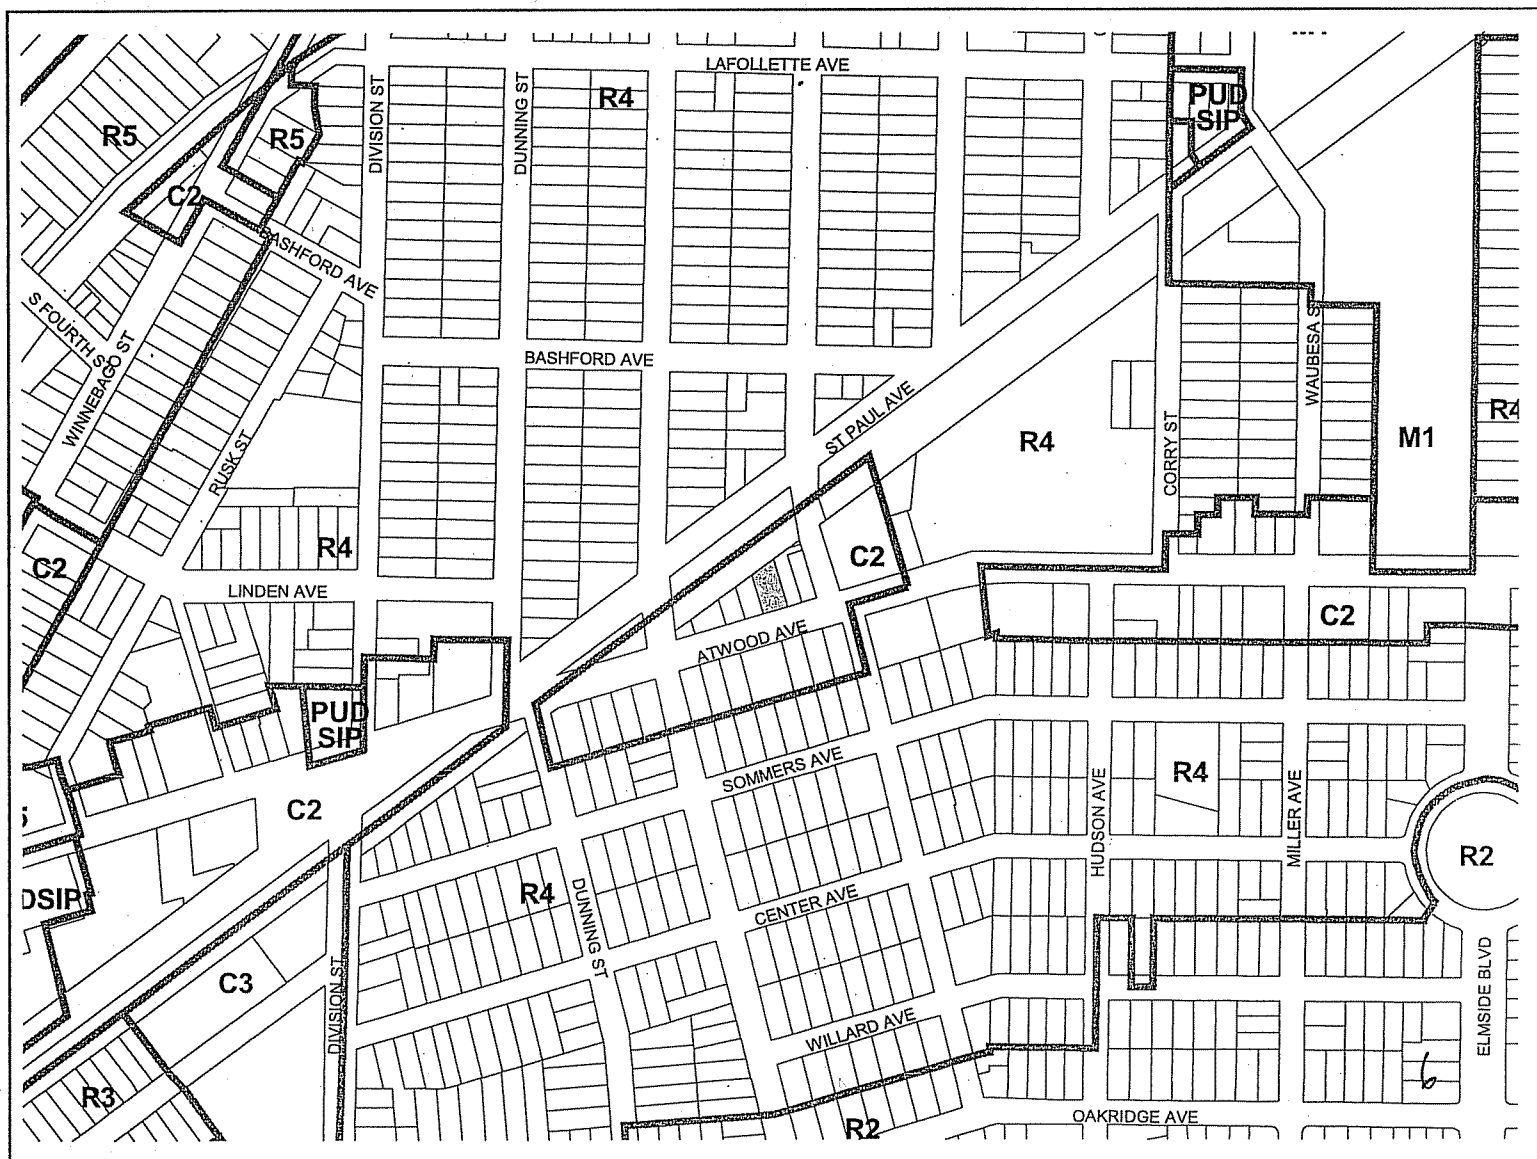 LAFOLLETTE AVE
R4
PUD
SIP
DIVISION ST
DUNNING ST
R5
R5
C2
BASHFORD AVE
S FOURTH ST
WINNEBAGO ST
BASHFORD AVE
WAUBESA S
RUSK ST
ST PAUL AVE
R4
CORRY ST
M1
R4
R4
C2
C2
LINDEN AVE
C2
ATWOOD AVE
PUD
SIP
SOMMERS AVE
R4
HUDSON AVE
MILLER AVE
C2
R2
DSIP
R4
DUNNING ST
CENTER AVE
C3
DIVISION ST
WILLARD AVE
ELMSIDE BLVD
6
R3
R2
OAKRIDGE AVE